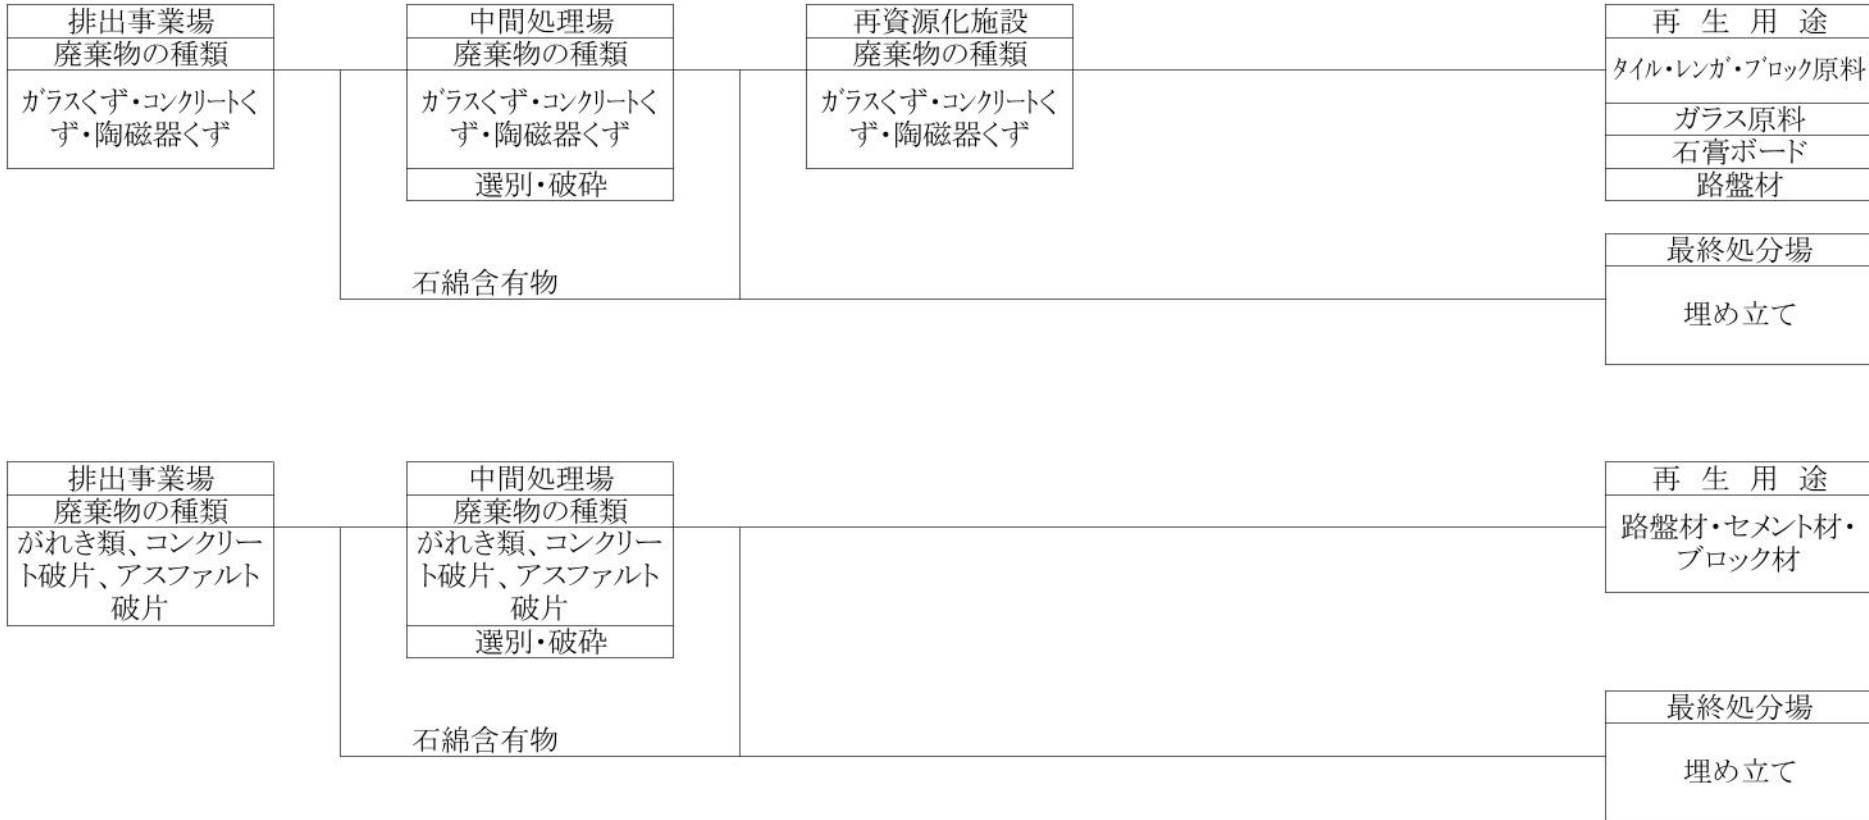 排出事業場
廃棄物の種類
ガラスくず・コンクリートく
ず・陶磁器くず
中間処理場
廃棄物の種類
ガラスくず・コンクリートく
ず・陶磁器くず
選別・破砕
再資源化施設
廃棄物の種類
ガラスくず・コンクリートく
ず・陶磁器くず
再 生 用 途
タイル・レンガ・ブロック原料
ガラス原料
石膏ボード
路盤材
石綿含有物
最終処分場
埋め立て
排出事業場
廃棄物の種類
がれき類、コンクリー
ト破片、アスファルト
破片
中間処理場
廃棄物の種類
がれき類、コンクリー
ト破片、アスファルト
破片
選別・破砕
再 生 用 途
路盤材・セメント材・
ブロック材
石綿含有物
最終処分場
埋め立て